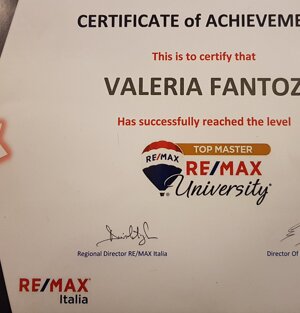 CERTIFICATE of ACHIEVEME
This is to certify that
VALERIA FANTOZ
Has successfully reached the level
TOP MASTER
RE/MAX
RE/MAX
University®
Regional Director RE/MAX Italia
Director Of
RE/MAX®
Italia